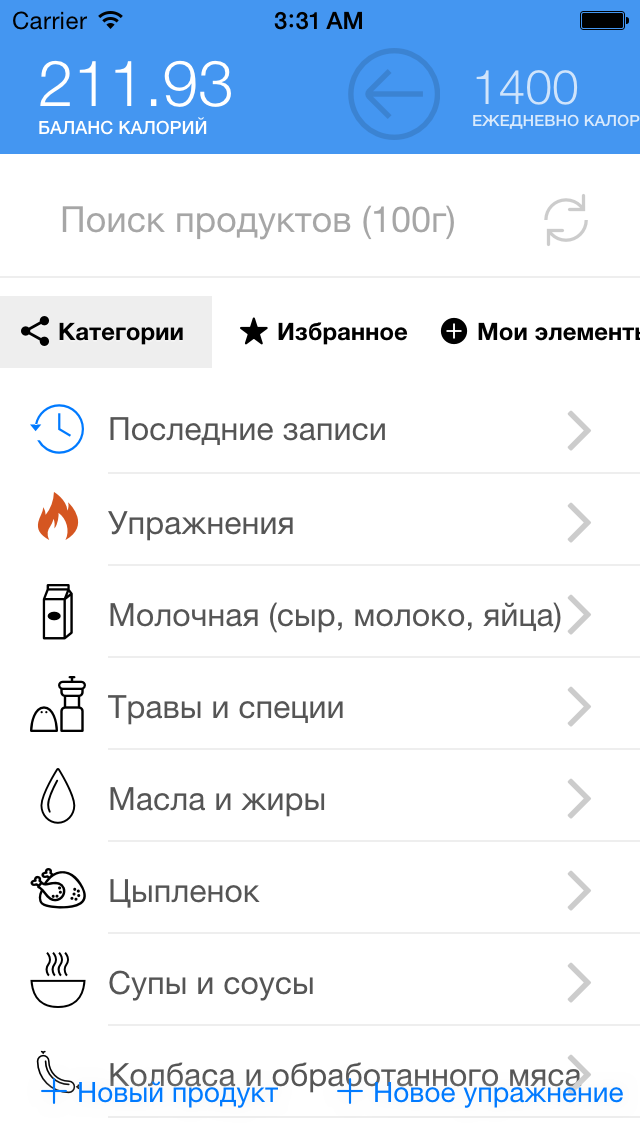 Carrier 3:31 AM
211.93 1400
БАЛАНС КАЛОРИЙ ЕЖЕДНЕВНО КАЛОР
Поиск продуктов (100г)
Категории Избранное Мои элементы
Последние записи
Упражнения
Молочная (сыр, молоко, яйца)
Травы и специи
Масла и жиры
Цыпленок
Супы и соусы
Колбаса и обработанного мяса
Новый продукт Новое упражнение